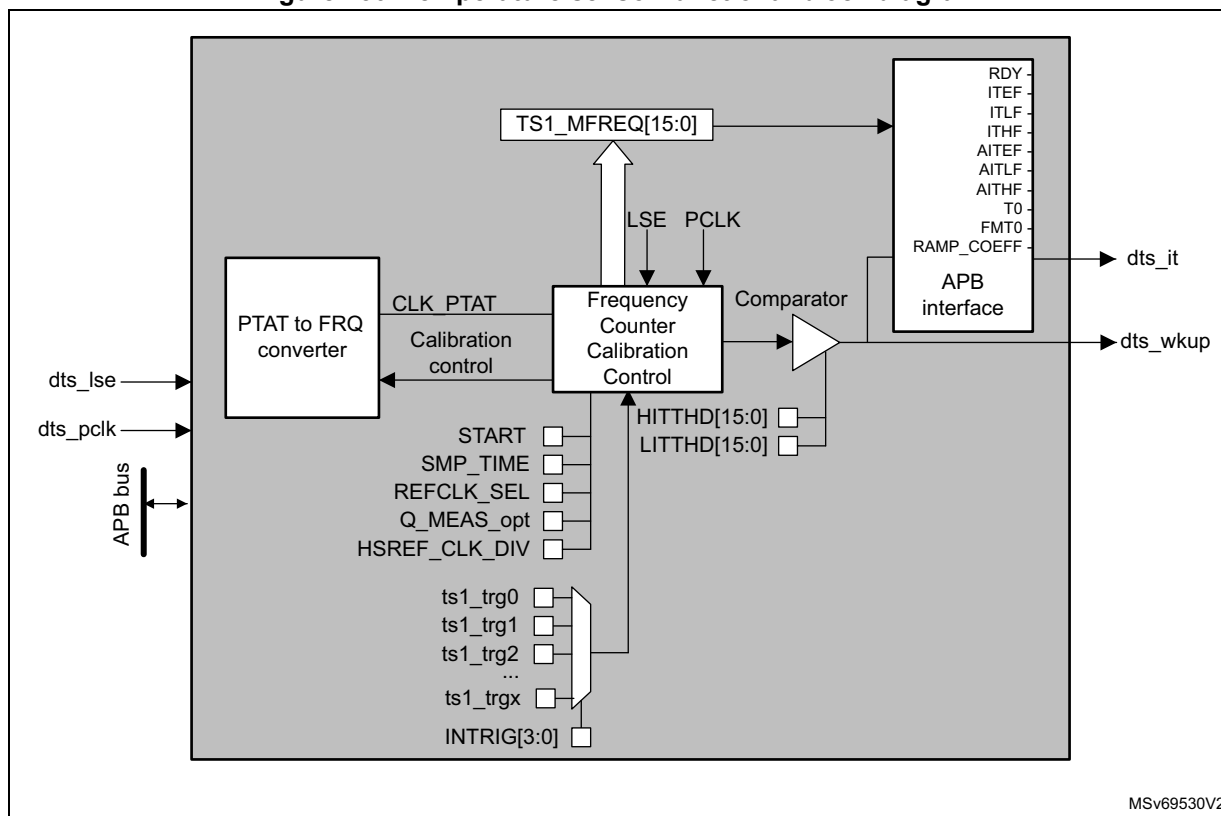 RDY
ITEF
ITLF
ITHF
AITEF
AITLF
AITHF
T0
FMT0
RAMP_COEFF
APB
interface
TS1_MFREQ[15:0]
LSE PCLK
dts_it
PTAT to FRQ
converter
CLK_PTAT
Calibration
control
Frequency
Counter
Calibration
Control
Comparator
dts_wkup
dts_lse
dts_pclk
APB bus
HITTHD[15:0]
LITTHD[15:0]
START
SMP_TIME
REFCLK_SEL
Q_MEAS_opt
HSREF_CLK_DIV
ts1_trg0
ts1_trg1
ts1_trg2
...
ts1_trgx
INTRIG[3:0]
MSv69530V2